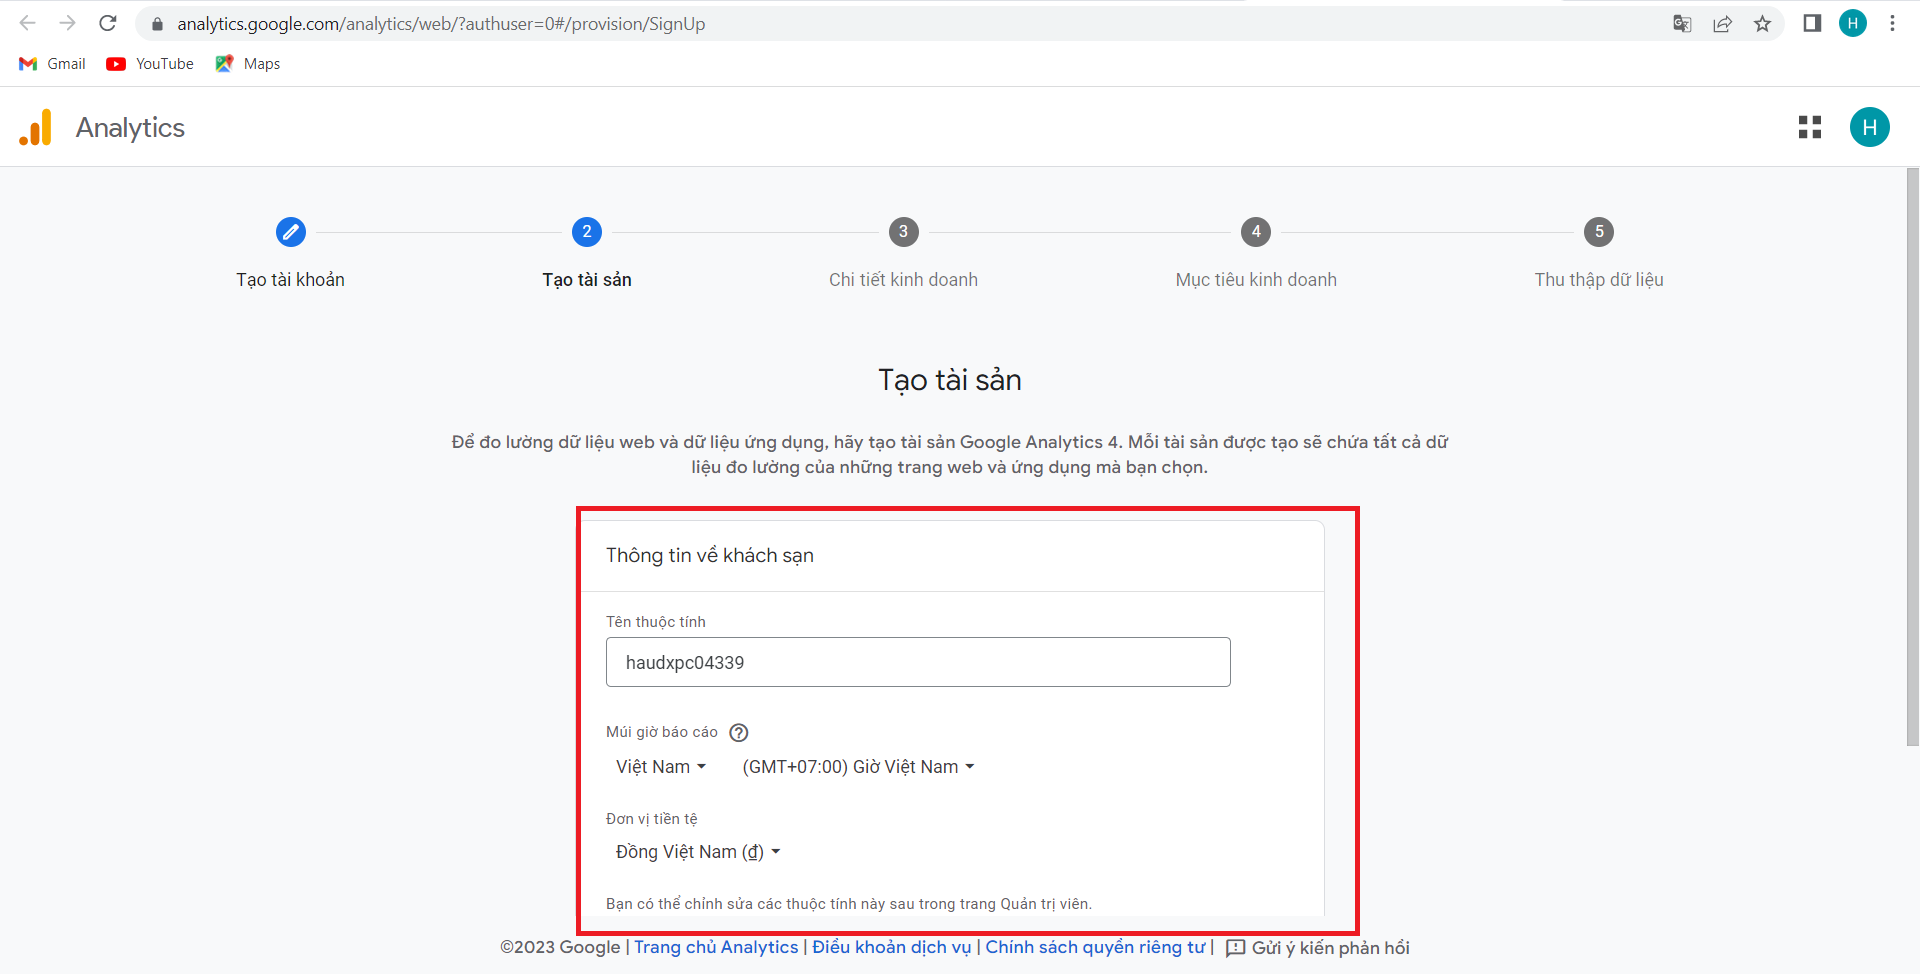 analytics.google.com/analytics/web/?authuser=0#/provision/SignUp
H
Gmail
YouTube
Maps
Analytics
H
2
3
4
5
Tạo tài khoản
Tạo tài sản
Chi tiết kinh doanh
Mục tiêu kinh doanh
Thu thập dữ liệu
Tạo tài sản
Để đo lường dữ liệu web và dữ liệu ứng dụng, hãy tạo tài sản Google Analytics 4. Mỗi tài sản được tạo sẽ chứa tất cả dữ
liệu đo lường của những trang web và ứng dụng mà bạn chọn.
Thông tin về khách sạn
Tên thuộc tính
haudxpc04339
Múi giờ báo cáo
Việt Nam
(GMT+07:00) Giờ Việt Nam
Đơn vị tiền tệ
Đồng Việt Nam (₫)
Bạn có thể chỉnh sửa các thuộc tính này sau trong trang Quản trị viên.
©2023 Google | Trang chủ Analytics | Điều khoản dịch vụ | Chính sách quyền riêng tư | Gửi ý kiến phản hồi